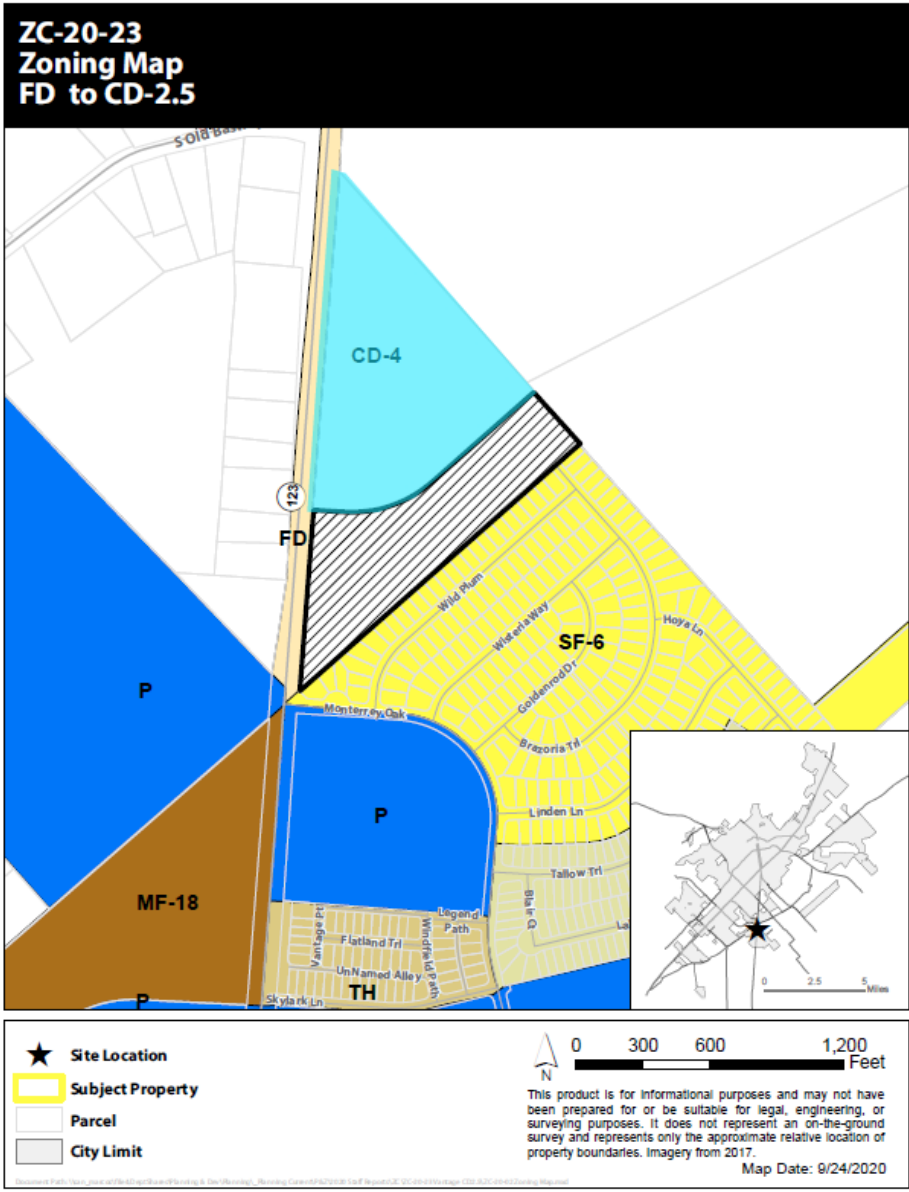 ZC-20-23
Zoning Map
FD to CD-2.5
S Old Bas
CD-4
123
FD
Wild Plum
Wisteria Way
Hoya Ln
SF-6
Goldenrod Dr
P
Monterrey Oak
Brazoria Trl
P
Linden Ln
Tallow Trl
MF-18
Blair Ct
La
Legend
Path
Vantage Pt
Flatland Trl
Windfield Path
UnNamed Alley
TH
Skylark Ln
P
0 2.5 5
Miles
Site Location
Subject Property
Parcel
City Limit
N
0 300 600 1,200
Feet
This product is for informational purposes and may not have
been prepared for or be suitable for legal, engineering, or
surveying purposes. It does not represent an on-the-ground
survey and represents only the approximate relative location of
property boundaries. Imagery from 2017.
Map Date: 9/24/2020